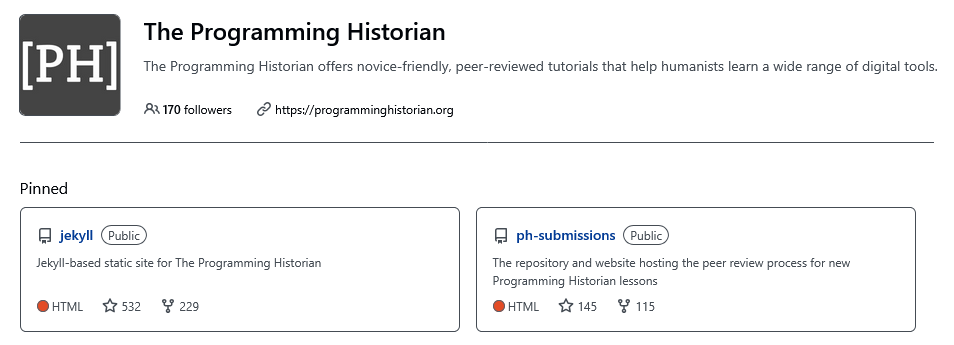 [PH]
The Programming Historian
The Programming Historian offers novice-friendly, peer-reviewed tutorials that help humanists learn a wide range of digital tools.
170 followers https://programminghistorian.org
Pinned
jekyll Public
Jekyll-based static site for The Programming Historian
HTML 532 229
ph-submissions Public
The repository and website hosting the peer review process for new
Programming Historian lessons
HTML 145 115